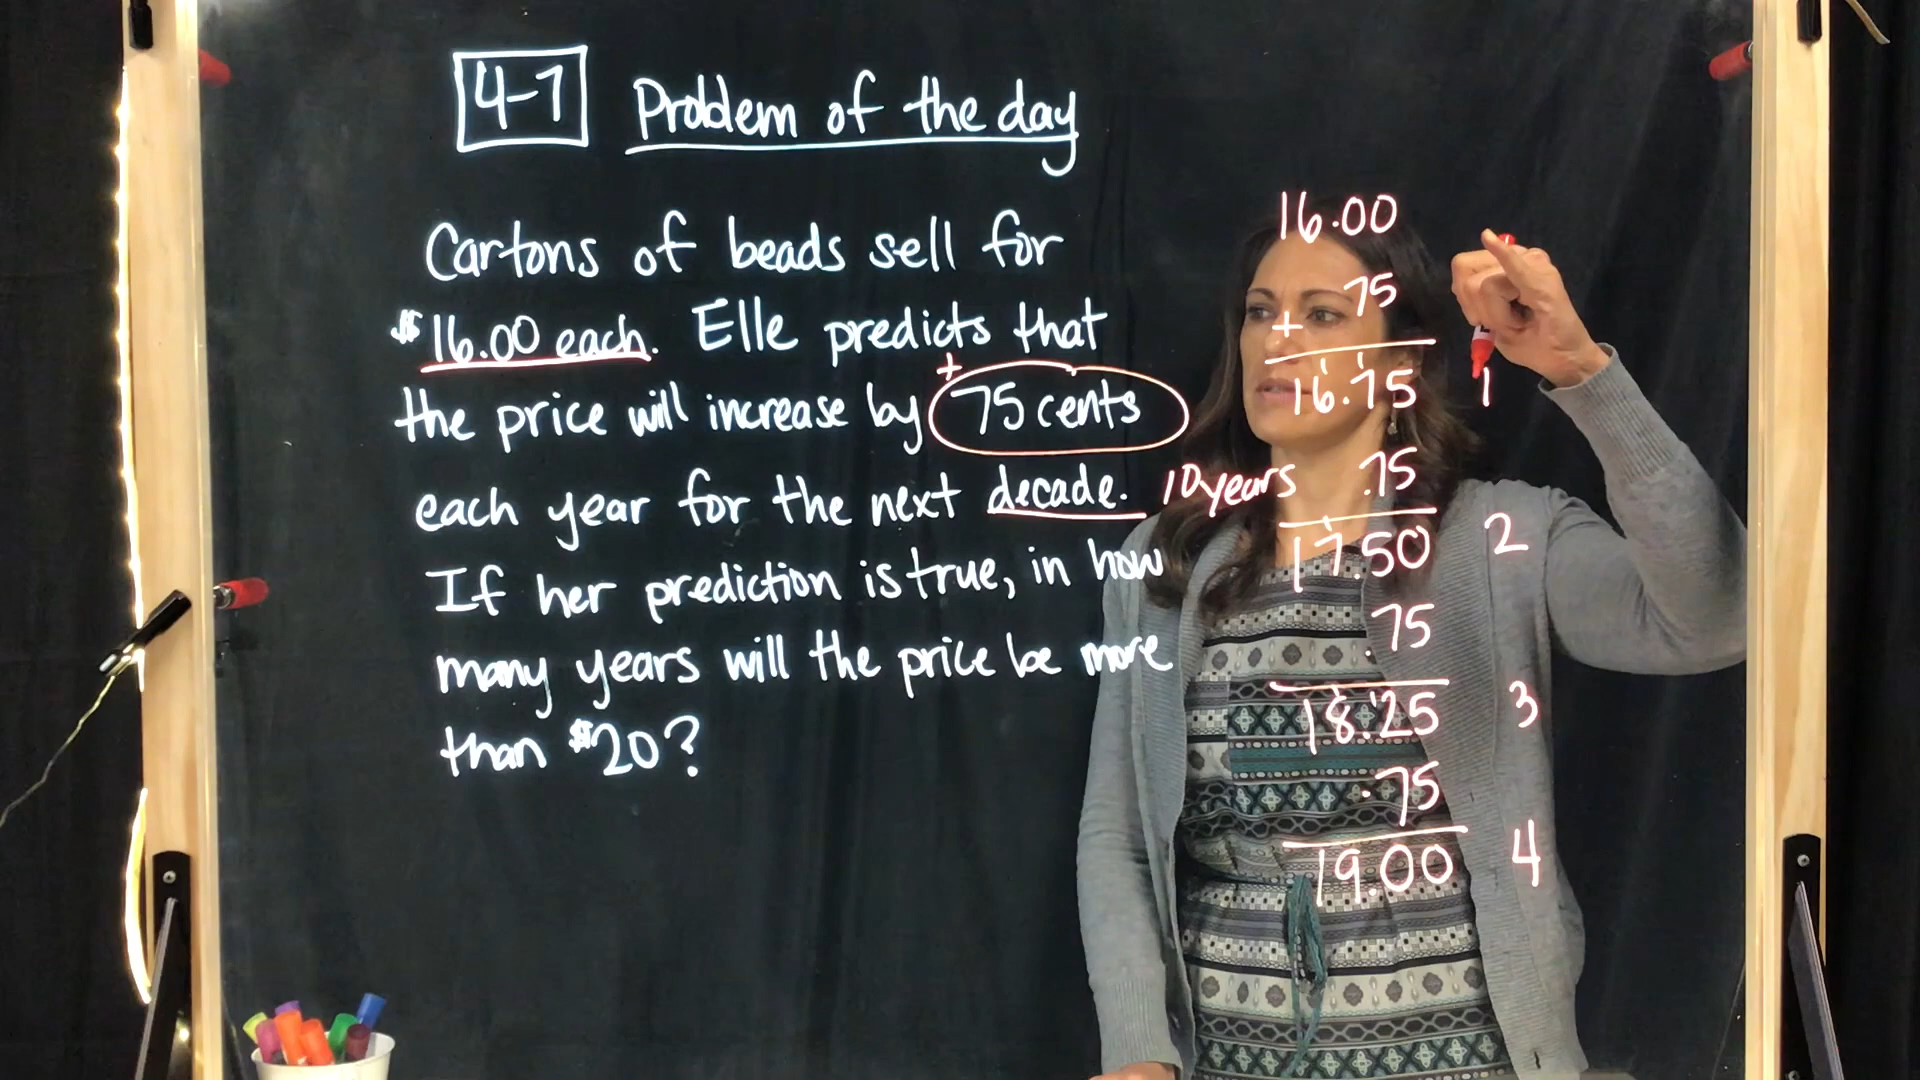 4-7 Problem of the day
Cartons of beads sell for
$16.00 each. Elle predicts that
+
the price will increase by 75 cents
each year for the next decade. 10 years
If her prediction is true, in how
many years will the price be more
than $20?
16.00
+ 75
16.75 1
.75
17.50 2
.75
18.25 3
.75
19.00 4